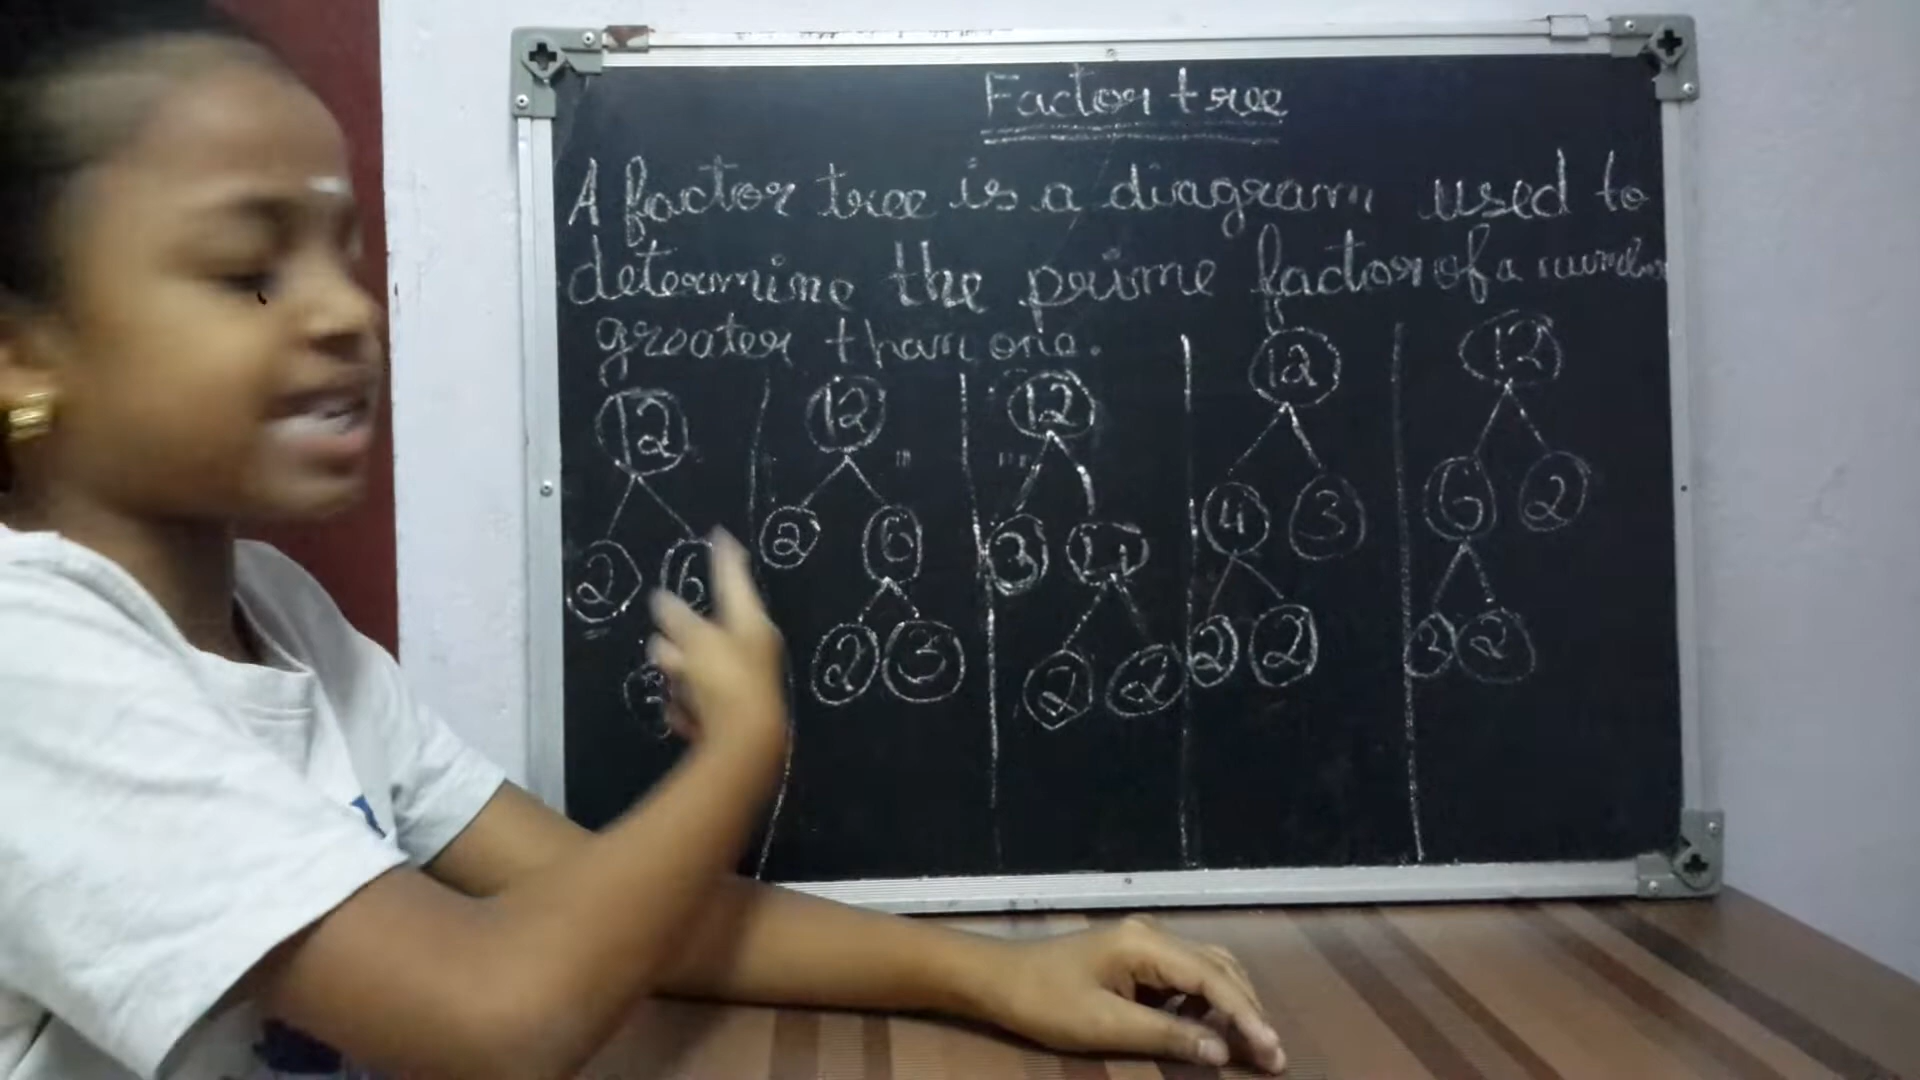 Factor tree
A factor tree is a diagram used to
determine the prime factor of a number
greater than one.
12 12 12 12 12
2 6 2 6 3 4 3 6 2
3 2 3 2 2 2 2 3 2